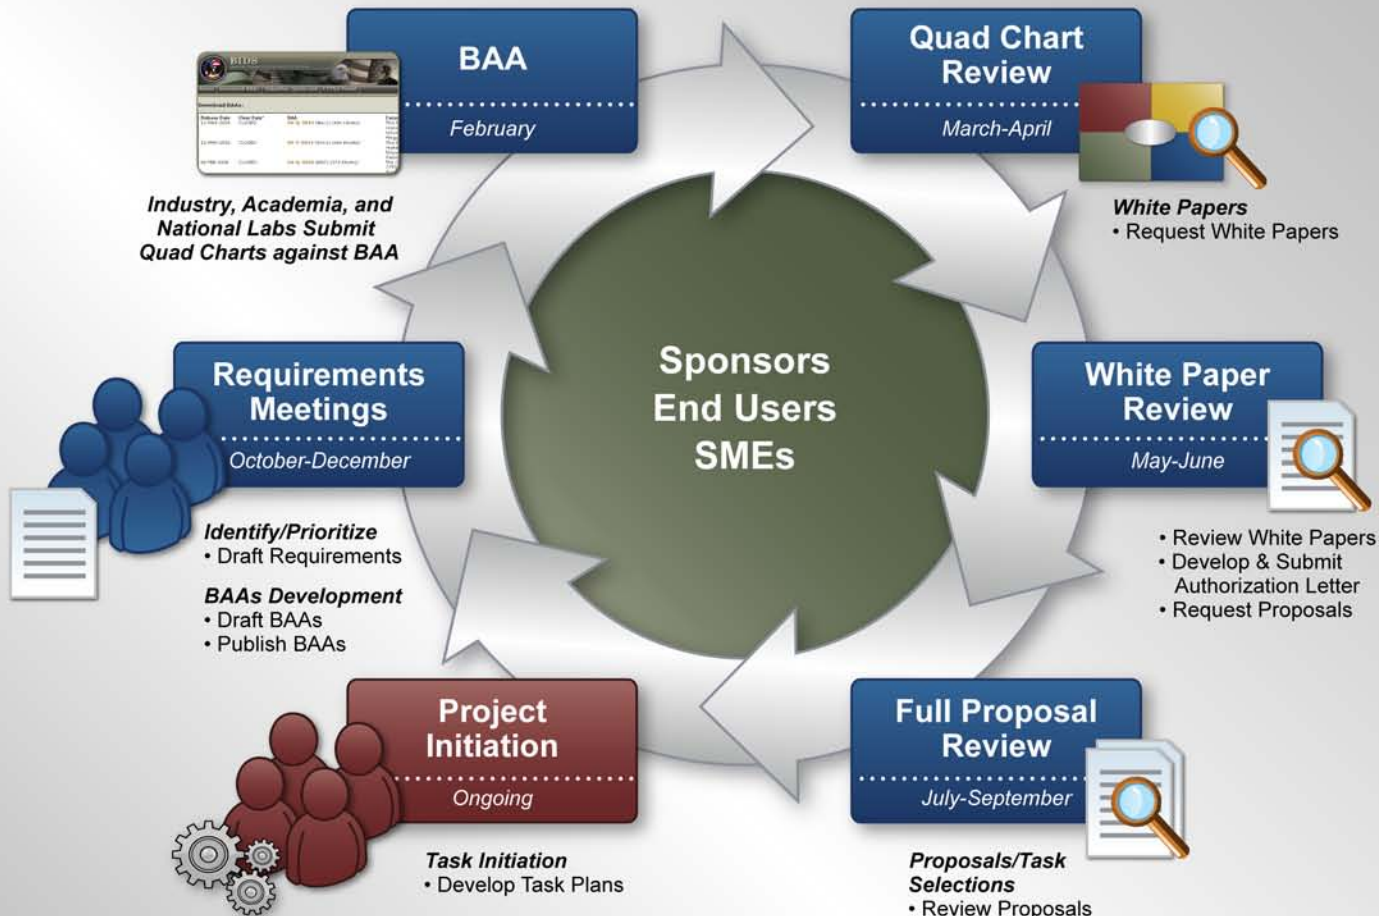 BAA
February
BIDS
Industry, Academia, and
National Labs Submit
Quad Charts against BAA
Quad Chart
Review
March-April
White Papers
• Request White Papers
Sponsors
End Users
SMEs
Requirements
Meetings
October-December
Identify/Prioritize
• Draft Requirements
BAAs Development
• Draft BAAs
• Publish BAAs
White Paper
Review
May-June
• Review White Papers
• Develop & Submit
Authorization Letter
• Request Proposals
Project
Initiation
Ongoing
Task Initiation
• Develop Task Plans
Full Proposal
Review
July-September
Proposals/Task
Selections
• Review Proposals